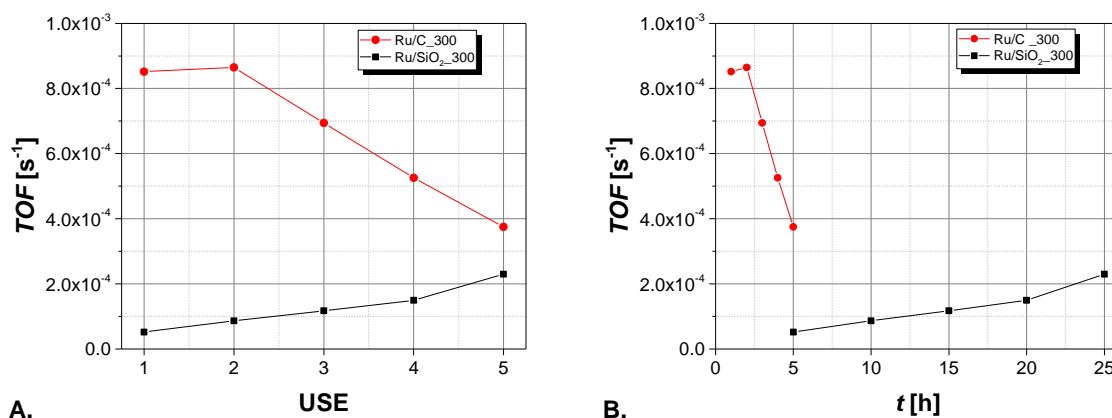 1.0x10⁻³
8.0x10⁻⁴
6.0x10⁻⁴
4.0x10⁻⁴
2.0x10⁻⁴
0.0
TOF [s⁻¹]
Ru/C_300
Ru/SiO₂_300
1 2 3 4 5
USE
A.
1.0x10⁻³
8.0x10⁻⁴
6.0x10⁻⁴
4.0x10⁻⁴
2.0x10⁻⁴
0.0
TOF [s⁻¹]
Ru/C _300
Ru/SiO₂_300
0 5 10 15 20 25
t [h]
B.